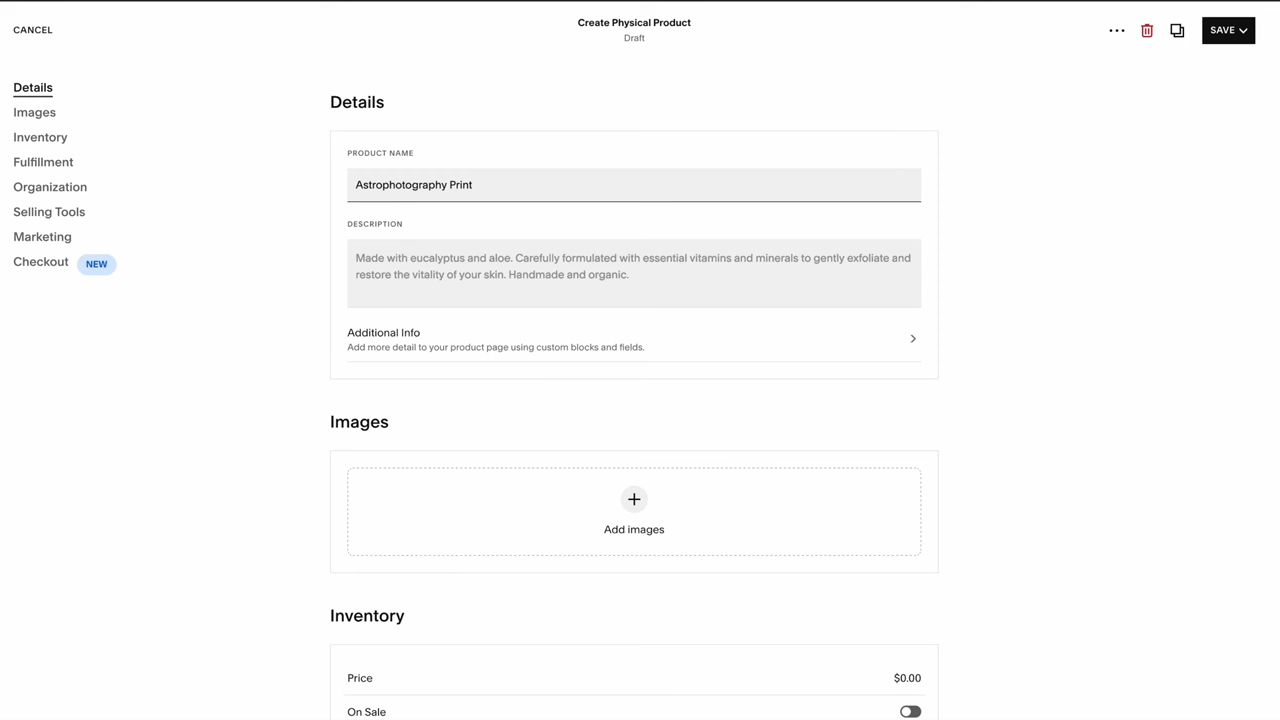 CANCEL
Create Physical Product
Draft
SAVE
Details
Images
Inventory
Fulfillment
Organization
Selling Tools
Marketing
Checkout NEW
Details
PRODUCT NAME
Astrophotography Print
DESCRIPTION
Made with eucalyptus and aloe. Carefully formulated with essential vitamins and minerals to gently exfoliate and
restore the vitality of your skin. Handmade and organic.
Additional Info
Add more detail to your product page using custom blocks and fields.
Images
Add images
Inventory
Price $0.00
On Sale